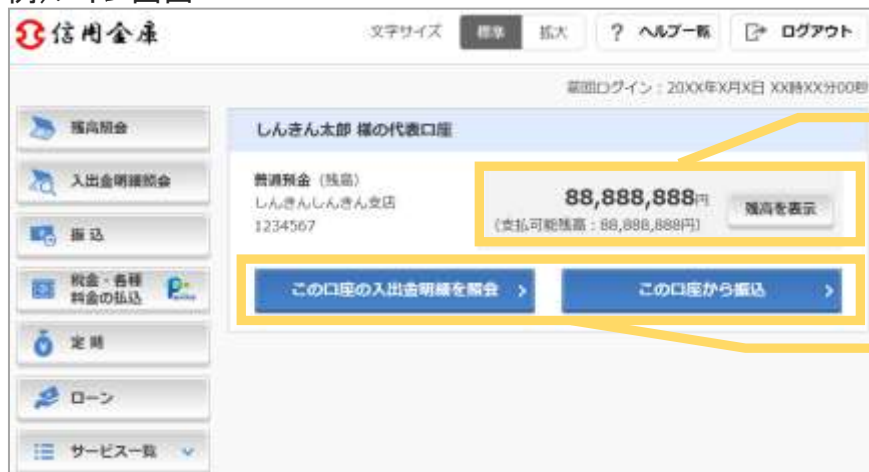 信用金庫
文字サイズ 標準 拡大 ? ヘルプ一覧 ログアウト
前回ログイン：20XX年X月X日 XX時XX分00秒
残高照会
入出金明細照会
振込
税金・各種
料金の払込
定期
ローン
サービス一覧
しんきん太郎 様の代表口座
普通預金（残高）
しんきんしんきん支店
1234567
88,888,888円
（支払可能残高：88,888,888円）
残高を表示
この口座の入出金明細を照会
この口座から振込